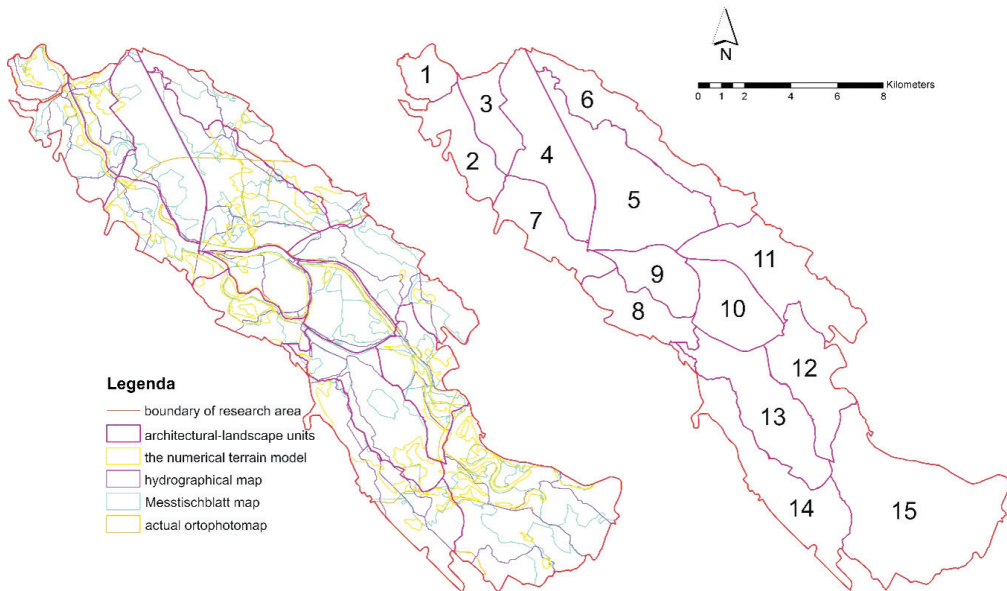 N
Kilometers
0 1 2 4 6 8
1
3
6
2
4
5
7
9
11
8
10
12
13
14
15
Legenda
boundary of research area
architectural-landscape units
the numerical terrain model
hydrographical map
Messtischblatt map
actual ortophotomap